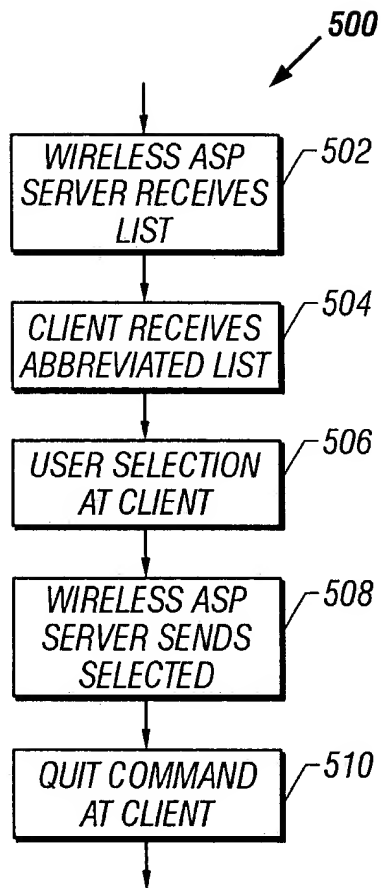 500
WIRELESS ASP
SERVER RECEIVES
LIST
502
CLIENT RECEIVES
ABBREVIATED LIST
504
USER SELECTION
AT CLIENT
506
WIRELESS ASP
SERVER SENDS
SELECTED
508
QUIT COMMAND
AT CLIENT
510